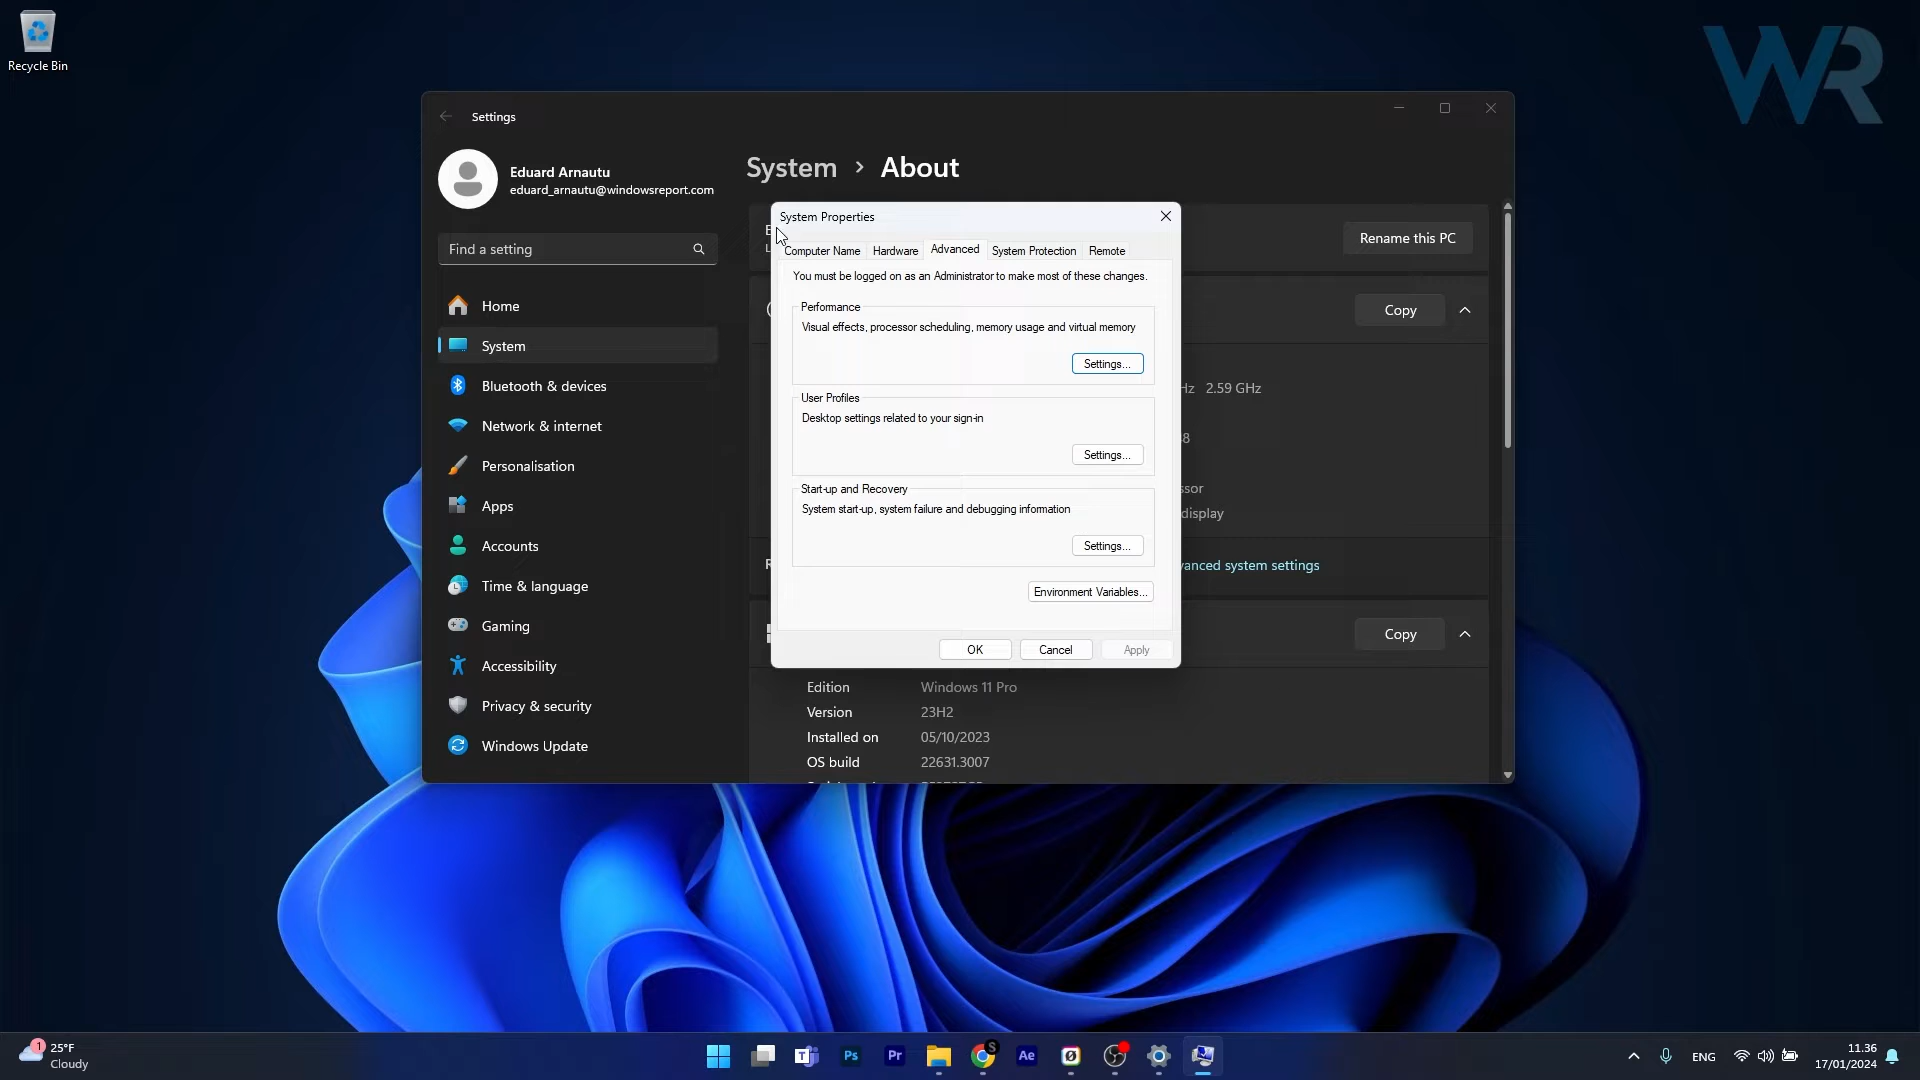 Recycle Bin
WR
Settings
Eduard Arnautu
eduard_arnautu@windowsreport.com
Find a setting
Home
System
Bluetooth & devices
Network & internet
Personalisation
Apps
Accounts
Time & language
Gaming
Accessibility
Privacy & security
Windows Update
System > About
Rename this PC
Copy
Hz 2.59 GHz
display
vanced system settings
Copy
Edition Windows 11 Pro
Version 23H2
Installed on 05/10/2023
OS build 22631.3007
System Properties
Computer Name Hardware Advanced System Protection Remote
You must be logged on as an Administrator to make most of these changes.
Performance
Visual effects, processor scheduling, memory usage and virtual memory
Settings...
User Profiles
Desktop settings related to your sign-in
Settings...
Start-up and Recovery
System start-up, system failure and debugging information
Settings...
Environment Variables...
OK Cancel Apply
1
25°F
Cloudy
T
Ps
Pr
S
Ae
ENG
11.36
17/01/2024